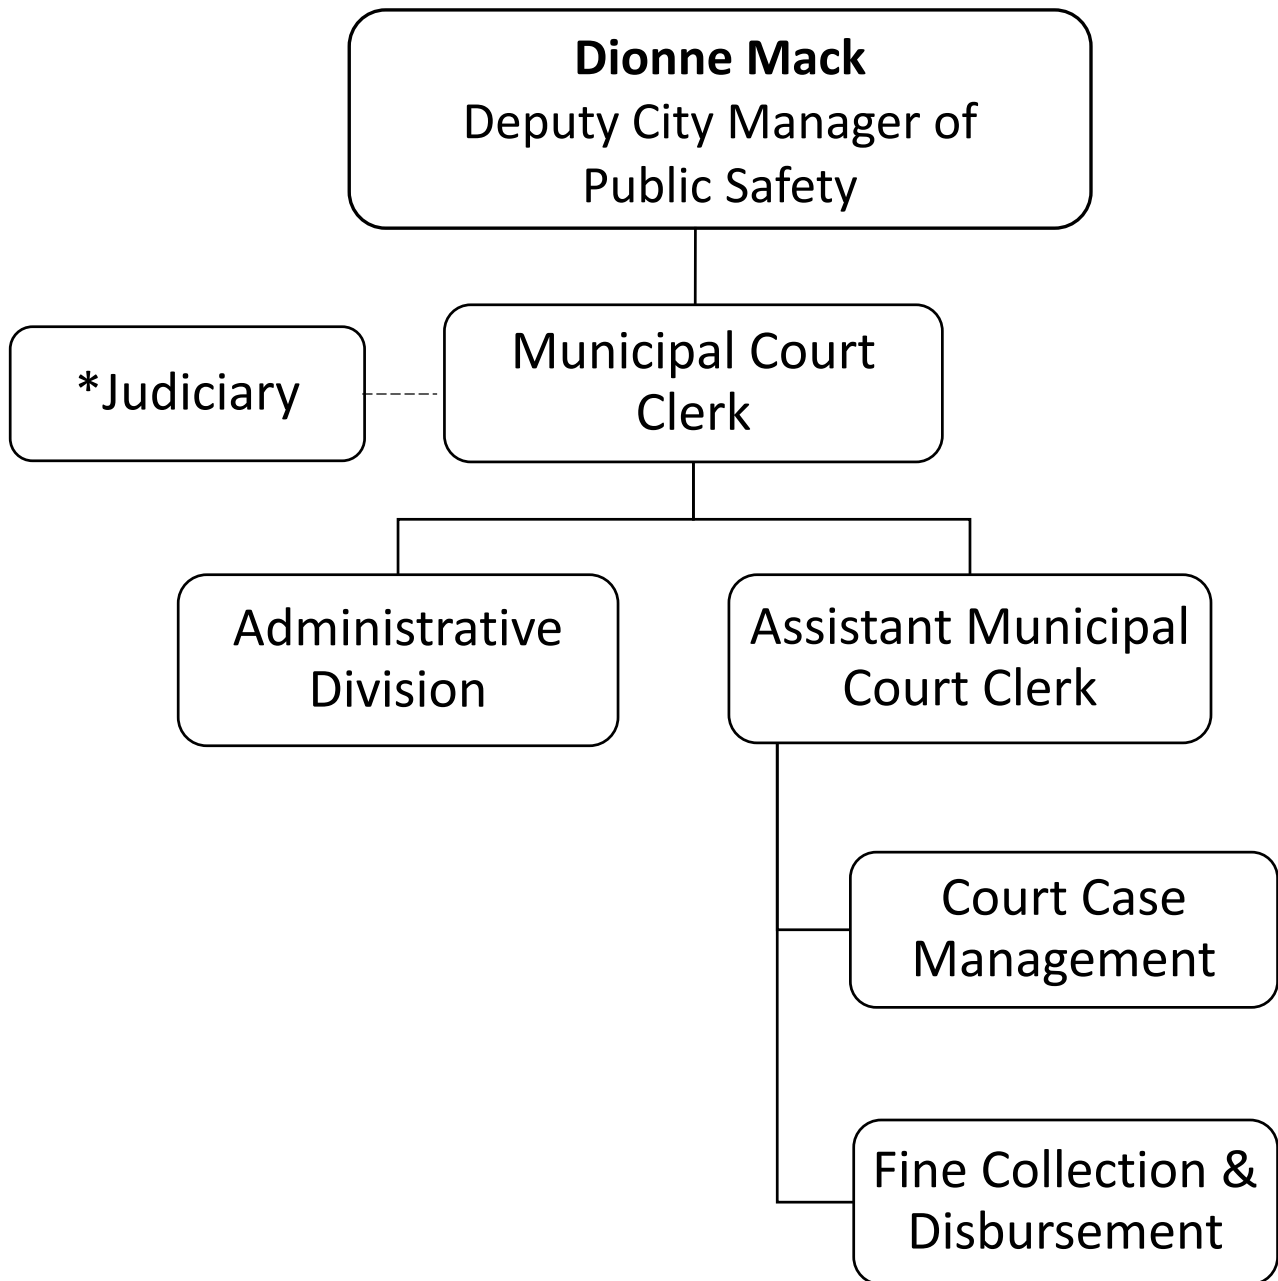 Dionne Mack
Deputy City Manager of
Public Safety
*Judiciary
Municipal Court
Clerk
Administrative
Division
Assistant Municipal
Court Clerk
Court Case
Management
Fine Collection &
Disbursement